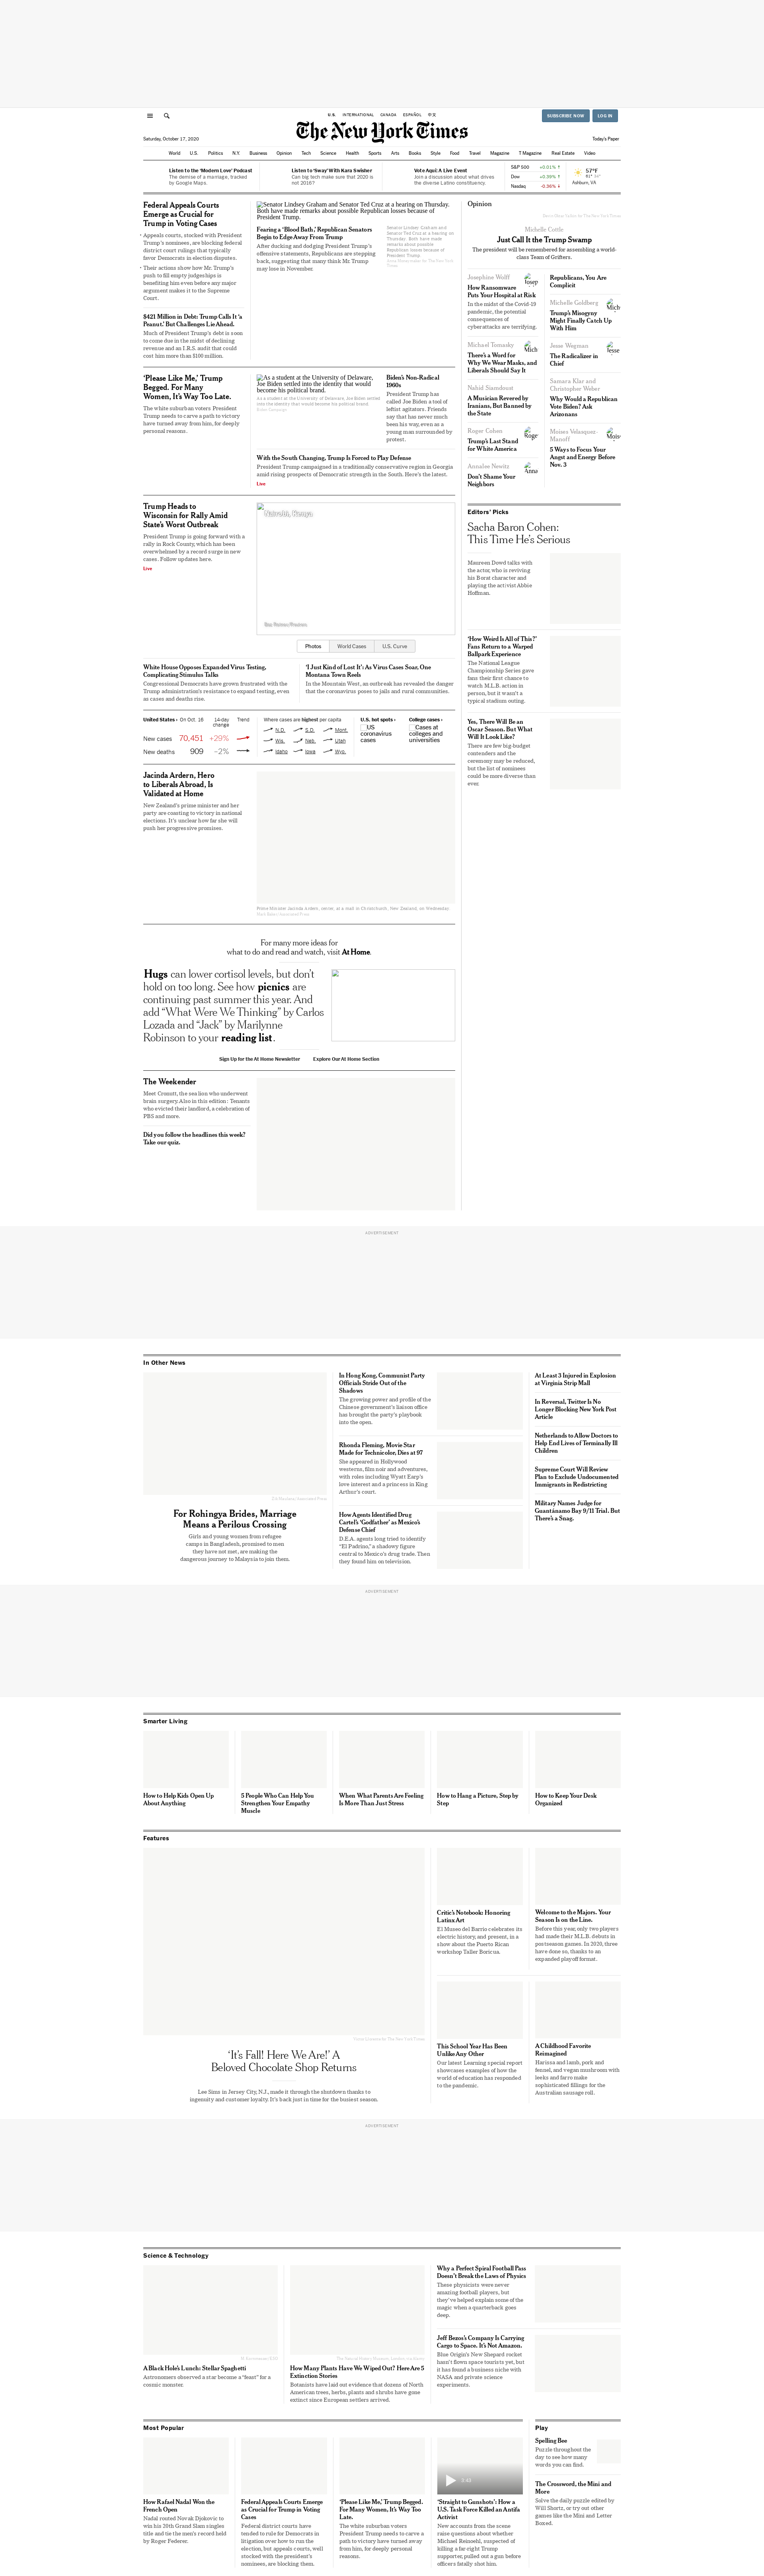 U.S.
INTERNATIONAL
CANADA
ESPAÑOL
中文
SUBSCRIBE NOW
LOG IN
The New York Times
Saturday, October 17, 2020
Today's Paper
World
U.S.
Politics
N.Y.
Business
Opinion
Tech
Science
Health
Sports
Arts
Books
Style
Food
Travel
Magazine
T Magazine
Real Estate
Video
Listen to the 'Modern Love' Podcast
The demise of a marriage, tracked
by Google Maps.
Listen to 'Sway' With Kara Swisher
Can big tech make sure that 2020 is
not 2016?
Vote Aquí: A Live Event
Join a discussion about what drives
the diverse Latino constituency.
S&P 500 +0.01% ↑
Dow +0.39% ↑
Nasdaq -0.36% ↓
57°F
Ashburn, VA
Federal Appeals Courts
Emerge as Crucial for
Trump in Voting Cases
• Appeals courts, stacked with President
Trump's nominees, are blocking federal
district courts that typically
favor Democrats in election disputes.
• Their actions show how Mr. Trump's
push to fill empty judgeships is
benefiting him even before any major
argument makes it to the Supreme
Court.
$421 Million in Debt: Trump Calls It 'a
Peanut,' But Challenges Lie Ahead.
Much of President Trump's debt is soon
to come due in the midst of declining
revenue and an I.R.S. audit that could
cost him more than $100 million.
Senator Lindsey Graham and Senator Ted Cruz at a hearing on Thursday.
Both have made remarks about possible Republican losses because of
President Trump.
Fearing a 'Blood Bath,' Republican Senators
Begin to Edge Away From Trump
After ducking and dodging President Trump's
offensive statements, Republicans are stepping
back, suggesting that many think Mr. Trump
may lose in November.
Senator Lindsey Graham and
Senator Ted Cruz at a hearing on
Thursday. Both have made
remarks about possible
Republican losses because of
President Trump.
'Please Like Me,' Trump
Begged. For Many
Women, It's Way Too Late.
The white suburban voters President
Trump needs to carve a path to victory
have turned away from him, for deeply
personal reasons.
As a student at the University of Delaware,
Joe Biden settled into the identity that would
become his political brand.
As a student at the University of Delaware, Joe Biden settled
into the identity that would become his political brand.
Biden Campaign
Biden's Non-Radical
1960s
President Trump has
called Joe Biden a tool of
leftist agitators. Friends
say that has never much
been his way, even as a
young man surrounded by
protest.
With the South Changing, Trump Is Forced to Play Defense
President Trump campaigned in a traditionally conservative region in Georgia
amid rising prospects of Democratic strength in the South. Here's the latest.
Live
Trump Heads to
Wisconsin for Rally Amid
State's Worst Outbreak
President Trump is going forward with a
rally in Rock County, which has been
overwhelmed by a record surge in new
cases. Follow updates here.
Live
Nairobi, Kenya
Photos
World Cases
U.S. Curve
White House Opposes Expanded Virus Testing,
Complicating Stimulus Talks
Congressional Democrats have grown frustrated with the
Trump administration's resistance to expand testing, even
as cases and deaths rise.
'I Just Kind of Lost It': As Virus Cases Soar, One
Montana Town Reels
In the Mountain West, an outbreak has revealed the danger
that the coronavirus poses to jails and rural communities.
United States › On Oct. 16 14-day
change Trend
New cases 70,451 +29%
New deaths 909 –2%
Where cases are highest per capita
N.D. S.D. Mont.
Wis. Neb. Utah
Idaho Iowa Wyo.
U.S. hot spots ›
US
coronavirus
cases
College cases ›
Cases at
colleges and
universities
Jacinda Ardern, Hero
to Liberals Abroad, Is
Validated at Home
New Zealand's prime minister and her
party are coasting to victory in national
elections. It's unclear how far she will
push her progressive promises.
Prime Minister Jacinda Ardern, center, at a mall in Christchurch, New Zealand, on Wednesday.
For many more ideas for
what to do and read and watch, visit At Home.
Hugs can lower cortisol levels, but don't
hold on too long. See how picnics are
continuing past summer this year. And
add "What Were We Thinking" by Carlos
Lozada and "Jack" by Marilynne
Robinson to your reading list.
Sign Up for the At Home Newsletter
Explore Our At Home Section
The Weekender
Meet Cronutt, the sea lion who underwent
brain surgery. Also in this edition: Tenants
who evicted their landlord, a celebration of
PBS and more.
Did you follow the headlines this week?
Take our quiz.
Opinion
Michelle Cottle
Just Call It the Trump Swamp
The president will be remembered for assembling a world-
class Team of Grifters.
Josephine Wolff
How Ransomware
Puts Your Hospital at Risk
In the midst of the Covid-19
pandemic, the potential
consequences of
cyberattacks are terrifying.
Michael Tomasky
There's a Word for
Why We Wear Masks, and
Liberals Should Say It
Nahid Siamdoust
A Musician Revered by
Iranians, But Banned by
the State
Roger Cohen
Trump's Last Stand
for White America
Annalee Newitz
Don't Shame Your
Neighbors
Republicans, You Are
Complicit
Michelle Goldberg
Trump's Misogyny
Might Finally Catch Up
With Him
Jesse Wegman
The Radicalizer in
Chief
Samara Klar and
Christopher Weber
Why Would a Republican
Vote Biden? Ask
Arizonans
Moises Velasquez-
Manoff
5 Ways to Focus Your
Angst and Energy Before
Nov. 3
Editors' Picks
Sacha Baron Cohen:
This Time He's Serious
Maureen Dowd talks with
the actor, who is reviving
his Borat character and
playing the activist Abbie
Hoffman.
'How Weird Is All of This?'
Fans Return to a Warped
Ballpark Experience
The National League
Championship Series gave
fans their first chance to
watch M.L.B. action in
person, but it wasn't a
typical stadium outing.
Yes, There Will Be an
Oscar Season. But What
Will It Look Like?
There are few big-budget
contenders and the
ceremony may be reduced,
but the list of nominees
could be more diverse than
ever.
ADVERTISEMENT
In Other News
For Rohingya Brides, Marriage
Means a Perilous Crossing
Girls and young women from refugee
camps in Bangladesh, promised to men
they have not met, are making the
dangerous journey to Malaysia to join them.
In Hong Kong, Communist Party
Officials Stride Out of the
Shadows
The growing power and profile of the
Chinese government's liaison office
has brought the party's playbook
into the open.
Rhonda Fleming, Movie Star
Made for Technicolor, Dies at 97
She appeared in Hollywood
westerns, film noir and adventures,
with roles including Wyatt Earp's
love interest and a princess in King
Arthur's court.
How Agents Identified Drug
Cartel's 'Godfather' as Mexico's
Defense Chief
D.E.A. agents long tried to identify
"El Padrino," a shadowy figure
central to Mexico's drug trade. Then
they found him on television.
At Least 3 Injured in Explosion
at Virginia Strip Mall
In Reversal, Twitter Is No
Longer Blocking New York Post
Article
Netherlands to Allow Doctors to
Help End Lives of Terminally Ill
Children
Supreme Court Will Review
Plan to Exclude Undocumented
Immigrants in Redistricting
Military Names Judge for
Guantánamo Bay 9/11 Trial. But
There's a Snag.
ADVERTISEMENT
Smarter Living
How to Help Kids Open Up
About Anything
5 People Who Can Help You
Strengthen Your Empathy
Muscle
When What Parents Are Feeling
Is More Than Just Stress
How to Hang a Picture, Step by
Step
How to Keep Your Desk
Organized
Features
'It's Fall! Here We Are!' A
Beloved Chocolate Shop Returns
Lee Sims in Jersey City, N.J., made it through the shutdown thanks to
ingenuity and customer loyalty. It's back just in time for the busiest season.
Critic's Notebook: Honoring
Latinx Art
El Museo del Barrio celebrates its
electric history, and present, in a
show about the Puerto Rican
workshop Taller Boricua.
Welcome to the Majors. Your
Season Is on the Line.
Before this year, only two players
had made their M.L.B. debuts in
postseason games. In 2020, three
have done so, thanks to an
expanded playoff format.
This School Year Has Been
Unlike Any Other
Our latest Learning special report
showcases examples of how the
world of education has responded
to the pandemic.
A Childhood Favorite
Reimagined
Harissa and lamb, pork and
fennel, and vegan mushroom with
leeks and farro make
sophisticated fillings for the
Australian sausage roll.
ADVERTISEMENT
Science & Technology
A Black Hole's Lunch: Stellar Spaghetti
Astronomers observed a star become a "feast" for a
cosmic monster.
How Many Plants Have We Wiped Out? Here Are 5
Extinction Stories
Botanists have laid out evidence that dozens of North
American trees, herbs, plants and shrubs have gone
extinct since European settlers arrived.
Why a Perfect Spiral Football Pass
Doesn't Break the Laws of Physics
These physicists were never
amazing football players, but
they've helped explain some of the
magic when a quarterback goes
deep.
Jeff Bezos's Company Is Carrying
Cargo to Space. It's Not Amazon.
Blue Origin's New Shepard rocket
hasn't flown space tourists yet, but
it has found a business niche with
NASA and private science
experiments.
Most Popular
How Rafael Nadal Won the
French Open
Nadal routed Novak Djokovic to
win his 20th Grand Slam singles
title and tie the men's record held
by Roger Federer.
Federal Appeals Courts Emerge
as Crucial for Trump in Voting
Cases
Federal district courts have
tended to rule for Democrats in
litigation over how to run the
election, but appeals courts, well
stocked with the president's
nominees, are blocking them.
'Please Like Me,' Trump Begged.
For Many Women, It's Way Too
Late.
The white suburban voters
President Trump needs to carve a
path to victory have turned away
from him, for deeply personal
reasons.
'Straight to Gunshots': How a
U.S. Task Force Killed an Antifa
Activist
New accounts from the scene
raise questions about whether
Michael Reinoehl, suspected of
killing a far-right Trump
supporter, pulled out a gun before
officers fatally shot him.
Play
Spelling Bee
Puzzle throughout the
day to see how many
words you can find.
The Crossword, the Mini and
More
Solve the daily puzzle edited by
Will Shortz, or try out other
games like the Mini and Letter
Boxed.